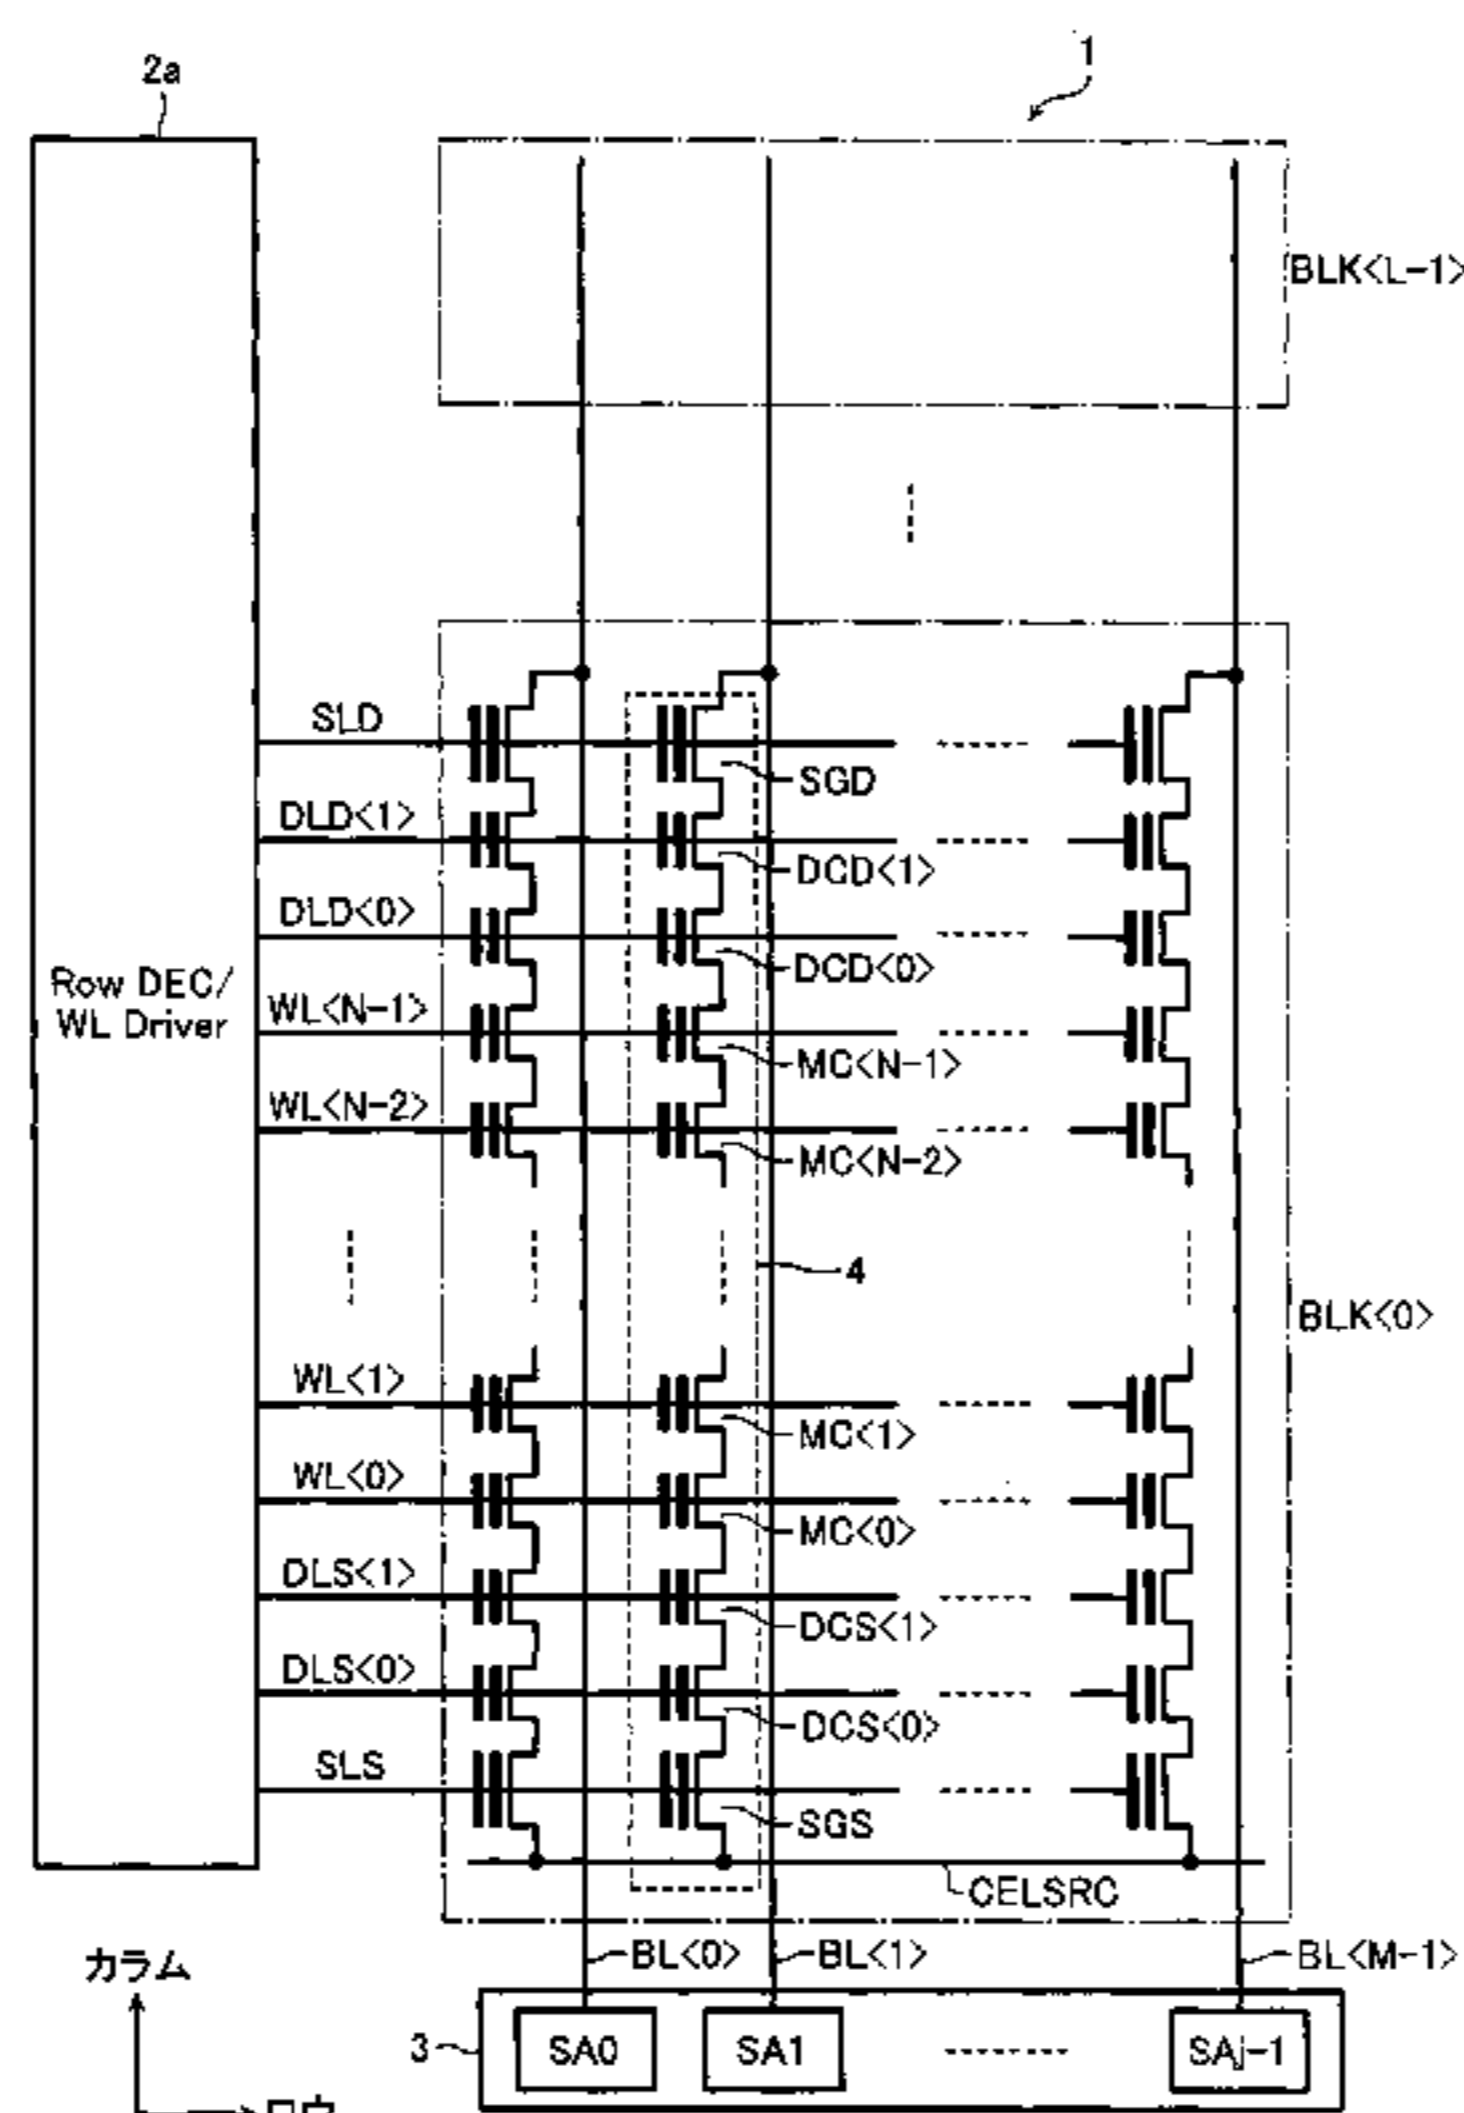 1
2a
BLK<L-1>
SLD
SGD
DLD<1>
DCD<1>
DLD<0>
DCD<0>
Row DEC/
WL Driver
WL<N-1>
MC<N-1>
WL<N-2>
MC<N-2>
4
BLK<0>
WL<1>
MC<1>
WL<0>
MC<0>
DLS<1>
DCS<1>
DLS<0>
DCS<0>
SLS
SGS
CELSRC
カラム
BL<0>
BL<1>
BL<M-1>
3
SA0
SA1
SAj-1
ロウ